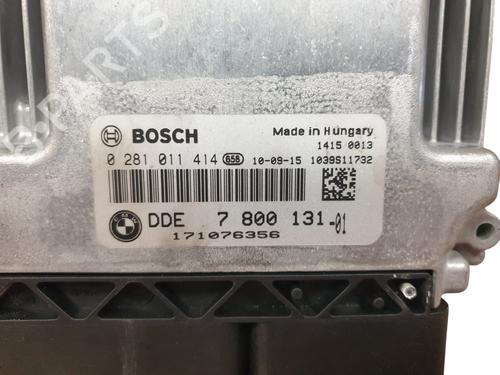 BOSCH
Made in Hungary
1415 0013
0 281 011 414 656 10-09-15 1039S11732
DDE 7 800 131-01
171076356